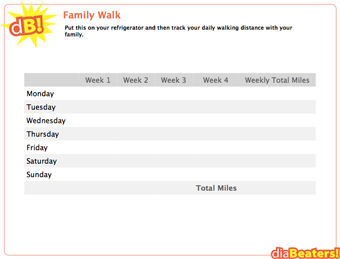 dB!
Family Walk
Put this on your refrigerator and then track your daily walking distance with your
family.
Week 1 Week 2 Week 3 Week 4 Weekly Total Miles
Monday
Tuesday
Wednesday
Thursday
Friday
Saturday
Sunday
Total Miles
diaBeaters!